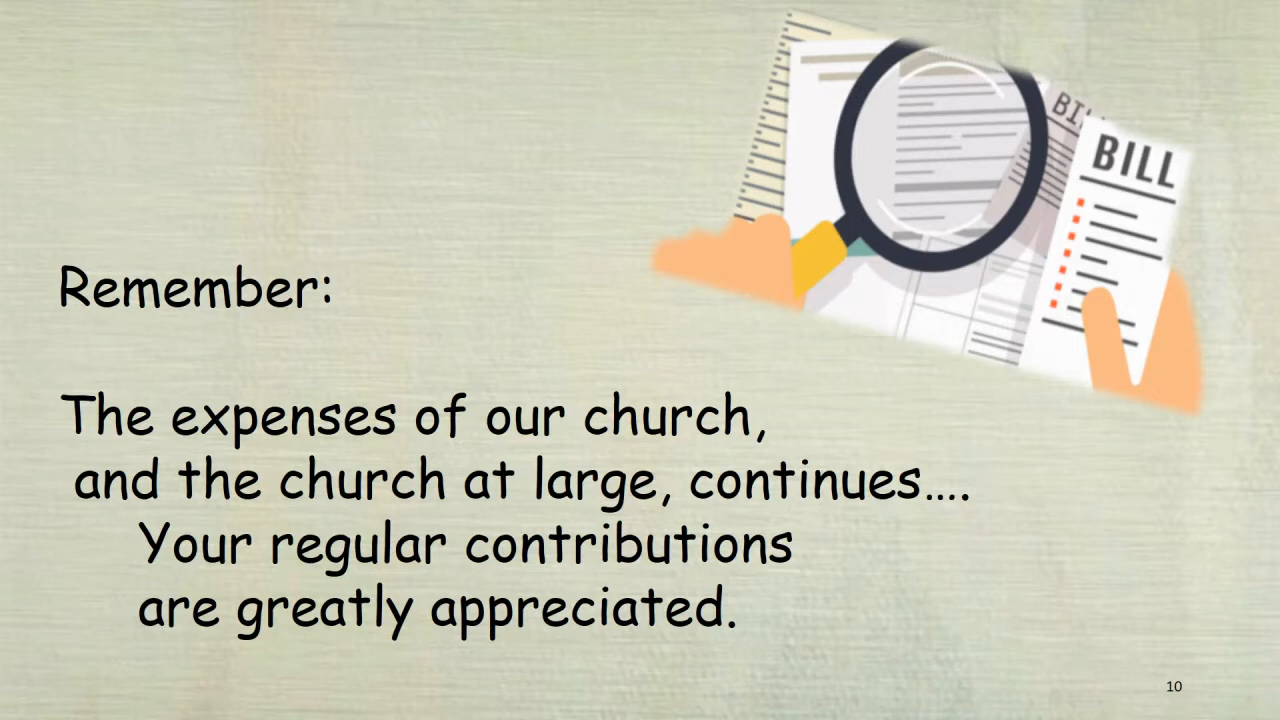 BILL
Remember:
The expenses of our church,
and the church at large, continues….
Your regular contributions
are greatly appreciated.
10